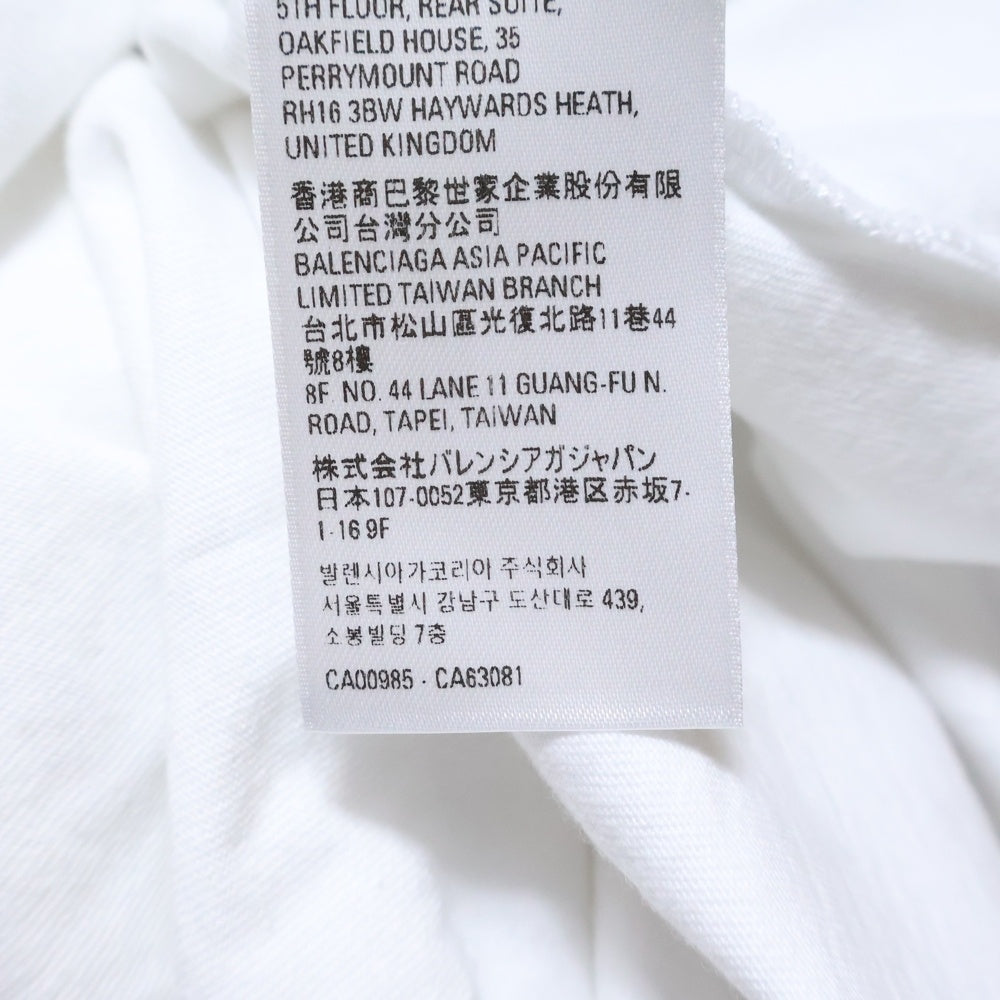 5TH FLOOR, REAR SUITE,
OAKFIELD HOUSE, 35
PERRYMOUNT ROAD
RH16 3BW HAYWARDS HEATH,
UNITED KINGDOM
香港商巴黎世家企業股份有限
公司台灣分公司
BALENCIAGA ASIA PACIFIC
LIMITED TAIWAN BRANCH
台北市松山區光復北路11巷44
號8樓
8F. NO. 44 LANE 11 GUANG-FU N.
ROAD, TAPEI, TAIWAN
株式会社バレンシアガジャパン
日本107-0052東京都港区赤坂7-
1-16 9F
발렌시아가코리아 주식회사
서울특별시 강남구 도산대로 439,
소봉빌딩 7층
CA00985 - CA63081